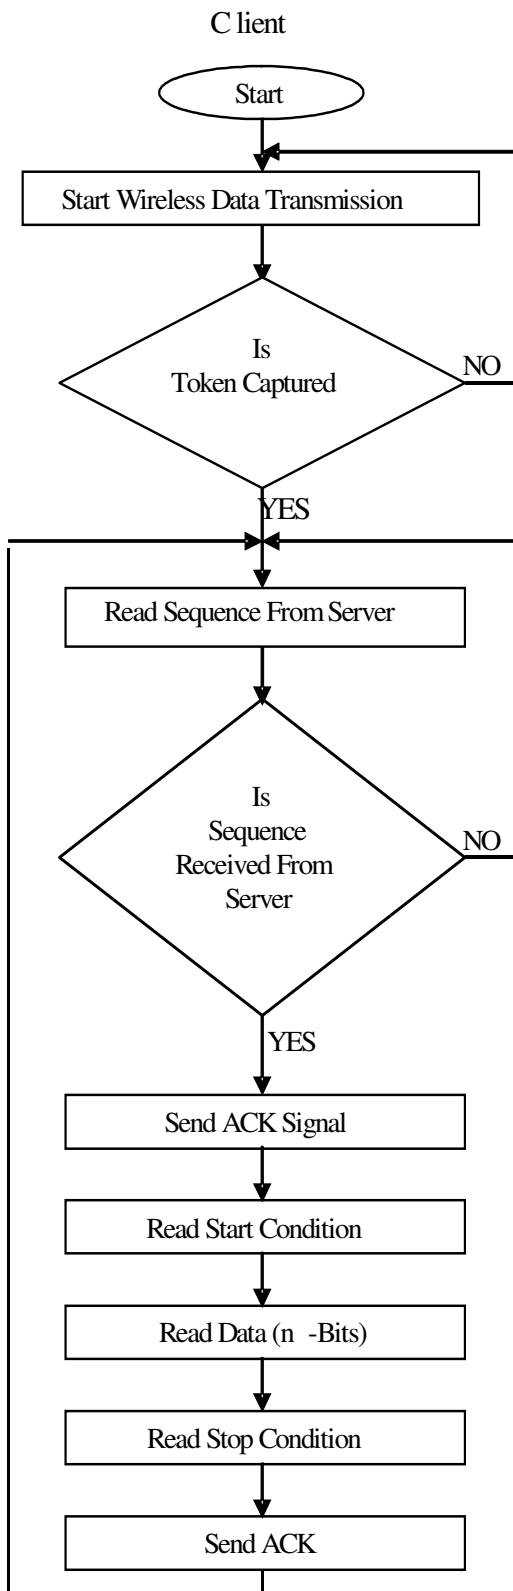 Client
Start
Start Wireless Data Transmission
Is
Token Captured
NO
YES
Read Sequence From Server
Is
Sequence
Received From
Server
NO
YES
Send ACK Signal
Read Start Condition
Read Data (n -Bits)
Read Stop Condition
Send ACK